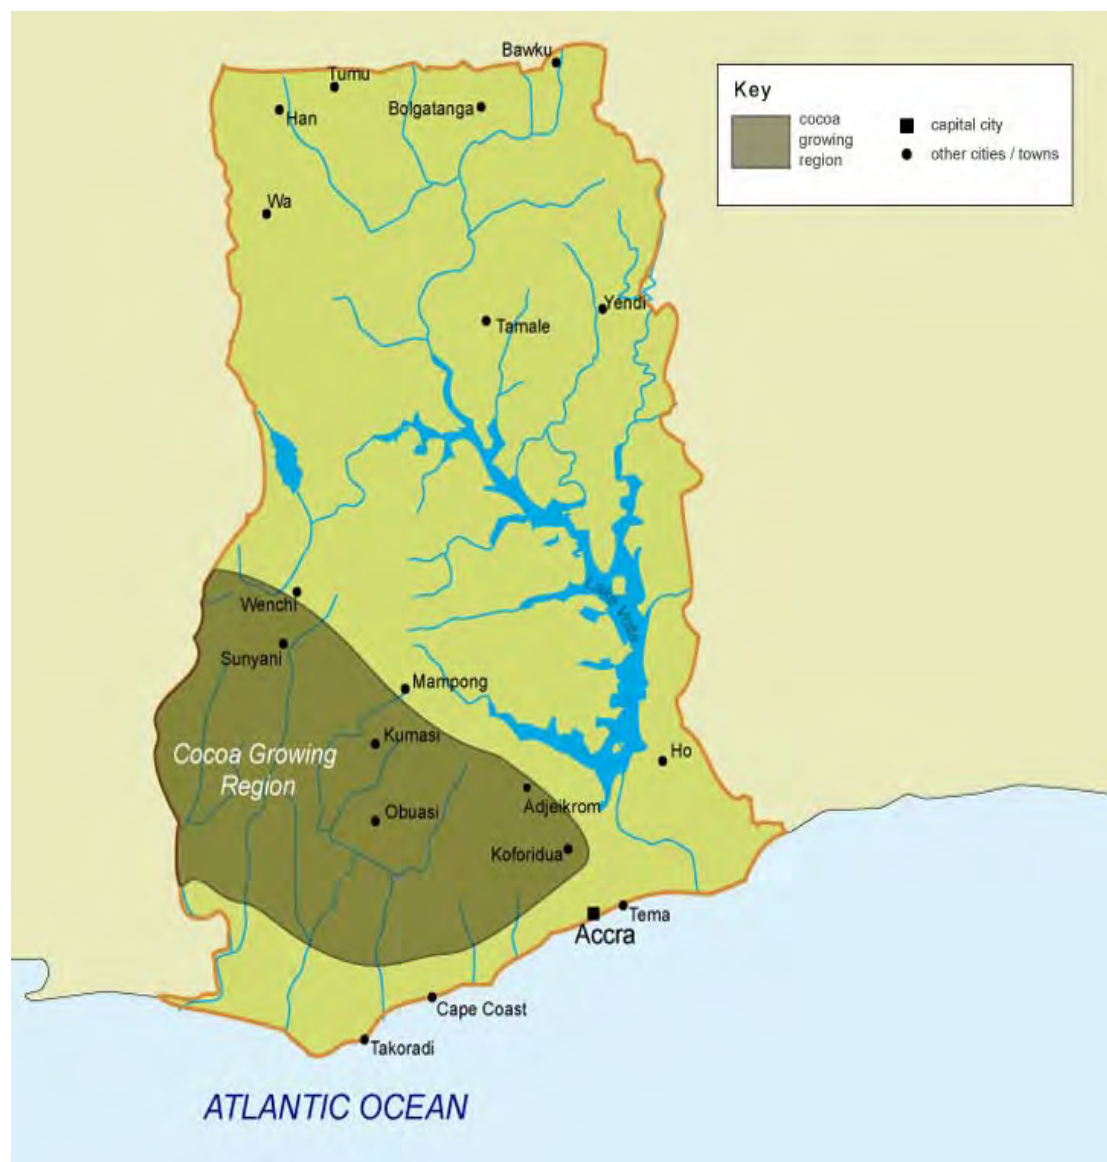 Bawku
Tumu
Bolgatanga
Han
Wa
Key
cocoa
growing
region
capital city
other cities / towns
Yendi
Tamale
Lake Volta
Wenchi
Sunyani
Mampong
Kumasi
Ho
Cocoa Growing
Region
Adjeikrom
Obuasi
Koforidua
Tema
Accra
Cape Coast
Takoradi
ATLANTIC OCEAN